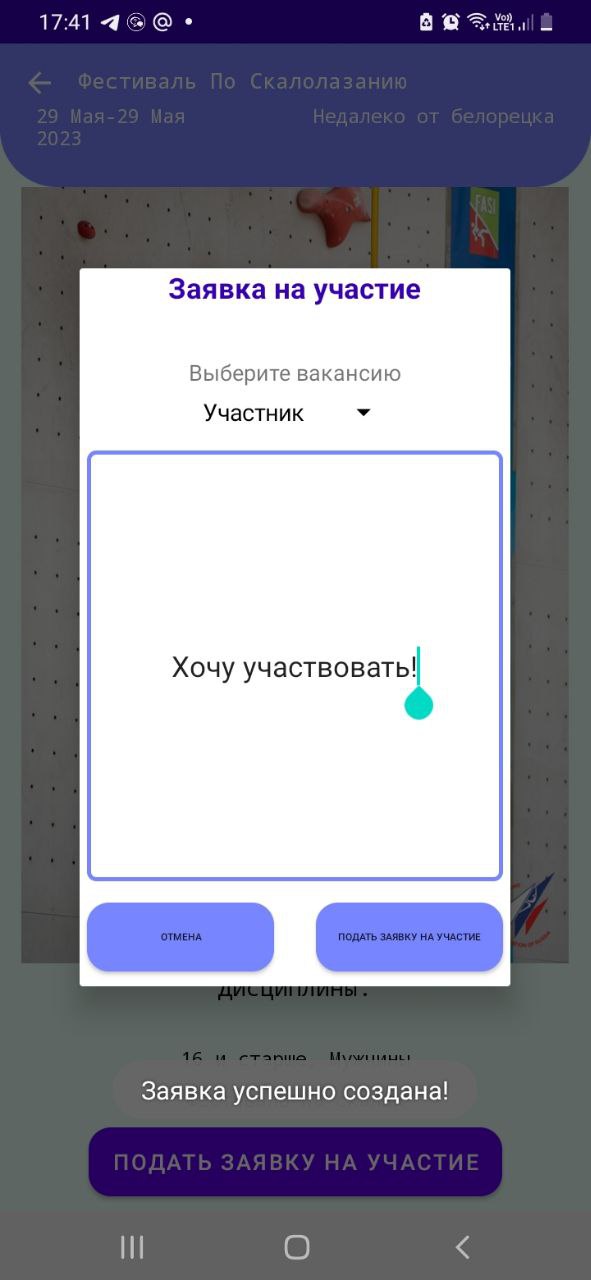 17:41
Vo))
LTE1
Фестиваль По Скалолазанию
29 Мая-29 Мая
2023
Недалеко от белорецка
FASI
Заявка на участие
Выберите вакансию
Участник
Хочу участвовать!
ОТМЕНА
ПОДАТЬ ЗАЯВКУ НА УЧАСТИЕ
дисциплины:
16 и старше, Мужчины
Заявка успешно создана!
ПОДАТЬ ЗАЯВКУ НА УЧАСТИЕ